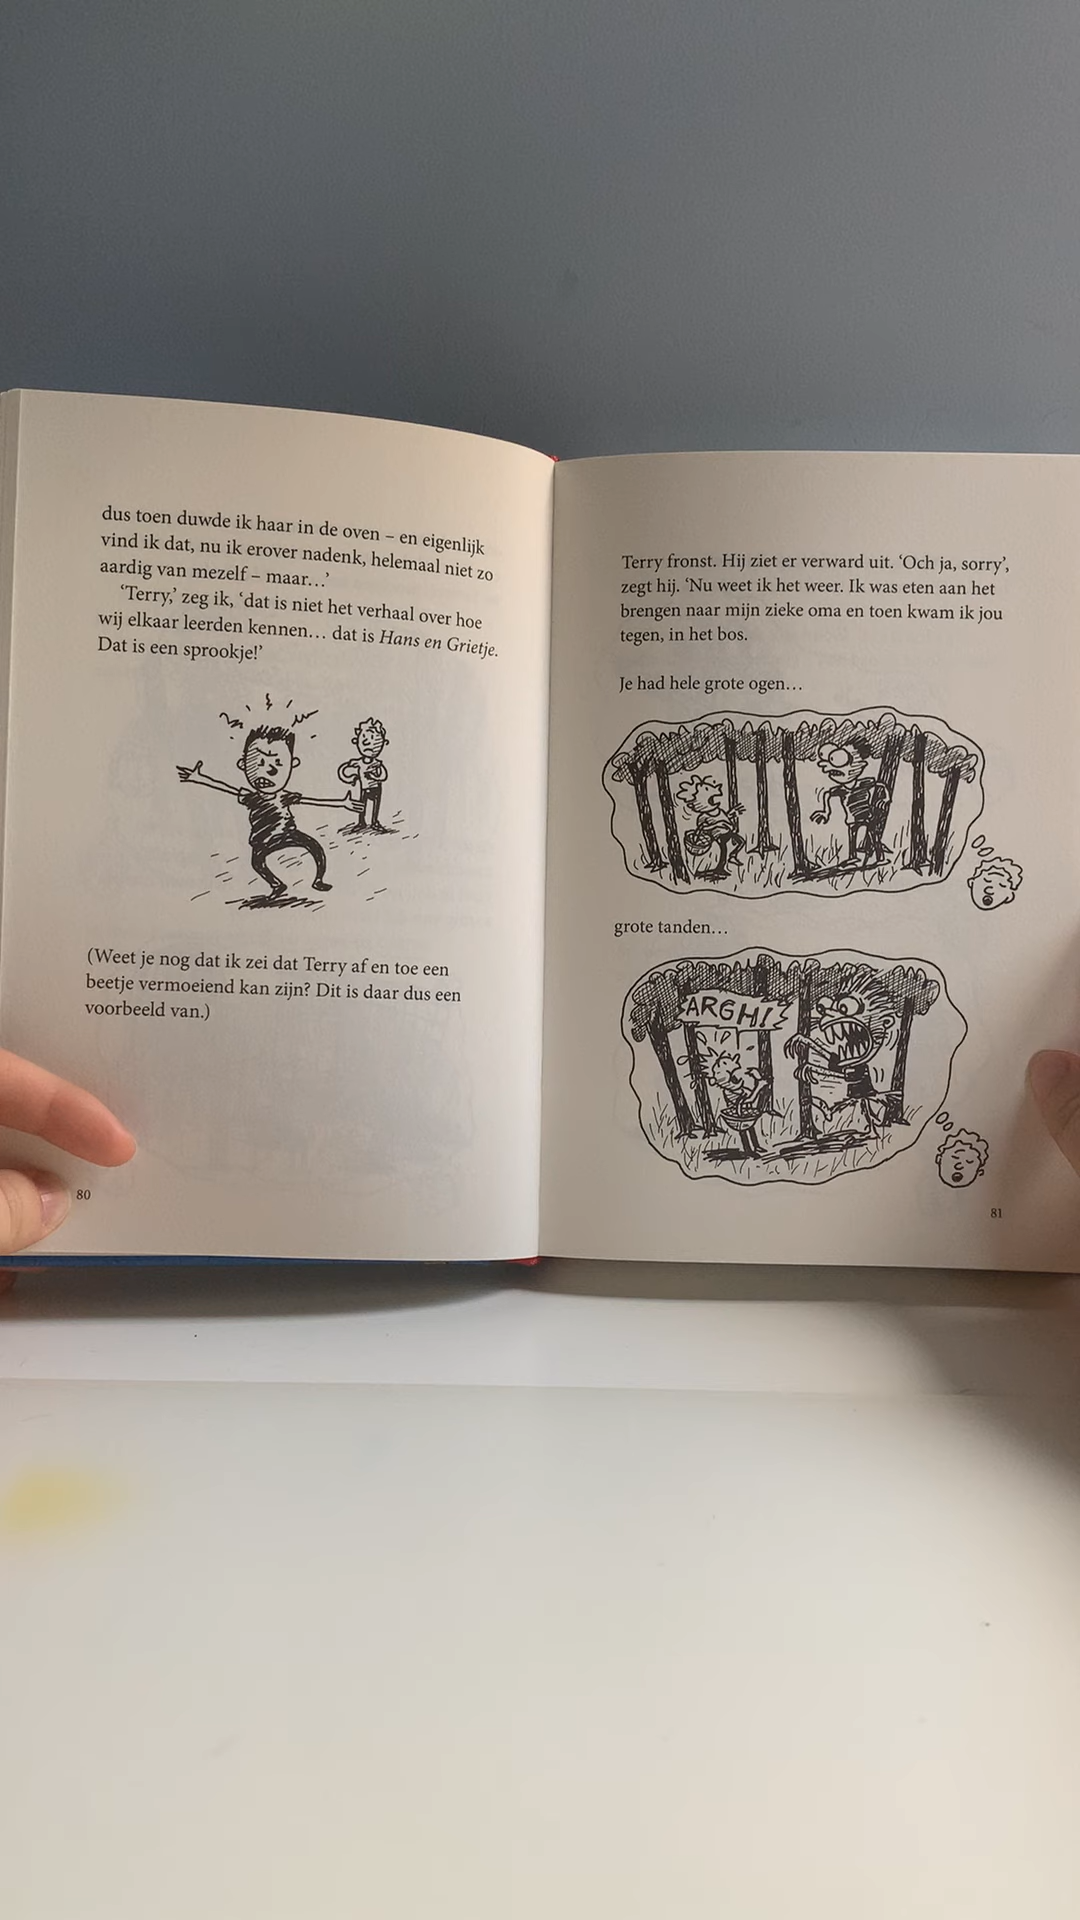 dus toen duwde ik haar in de oven – en eigenlijk
vind ik dat, nu ik erover nadenk, helemaal niet zo
aardig van mezelf – maar…’
‘Terry,’ zeg ik, ‘dat is niet het verhaal over hoe
wij elkaar leerden kennen… dat is Hans en Grietje.
Dat is een sprookje!’
(Weet je nog dat ik zei dat Terry af en toe een
beetje vermoeiend kan zijn? Dit is daar dus een
voorbeeld van.)
80
Terry fronst. Hij ziet er verward uit. ‘Och ja, sorry’,
zegt hij. ‘Nu weet ik het weer. Ik was eten aan het
brengen naar mijn zieke oma en toen kwam ik jou
tegen, in het bos.
Je had hele grote ogen…
grote tanden…
ARGH!
81